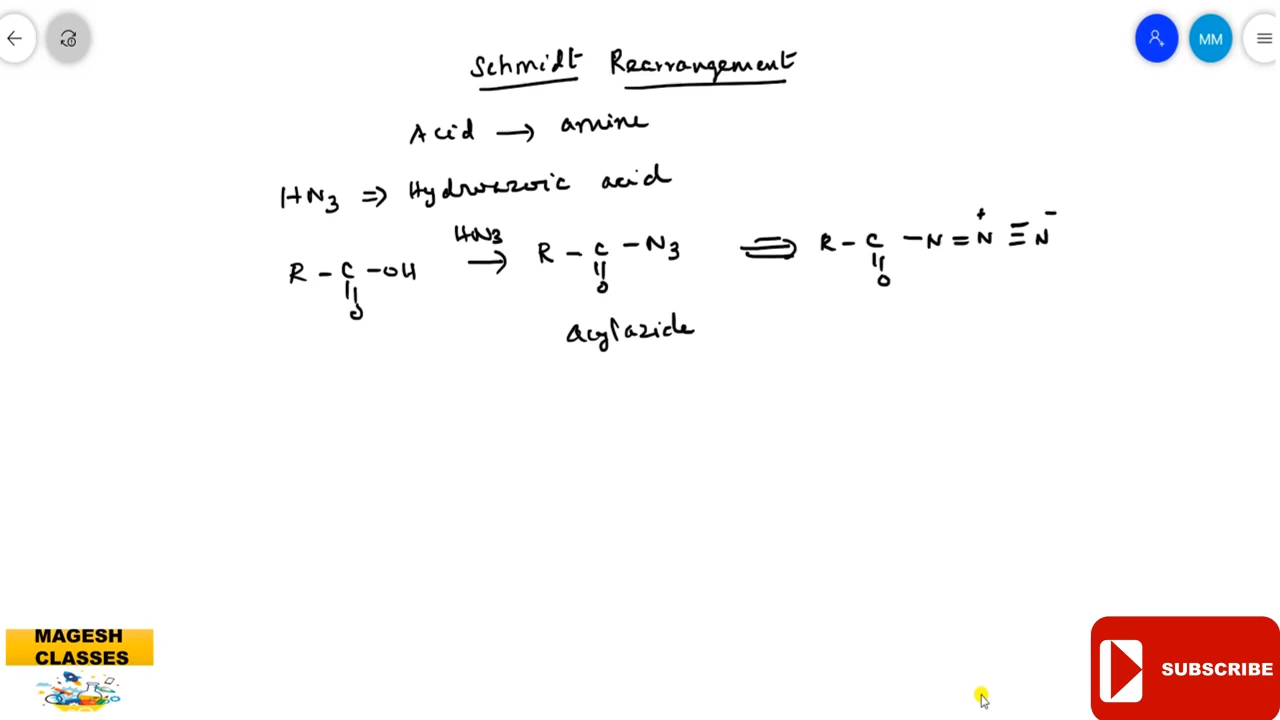 MM
Schmidt Rearrangement
Acid → amine
HN3 ⇒ Hydrazoic acid
R - C - OH
||
O
HN3
→
R - C - N3
||
O
acylazide
⇒
R - C - N = N ≡ N
+ -
||
O
MAGESH
CLASSES
SUBSCRIBE